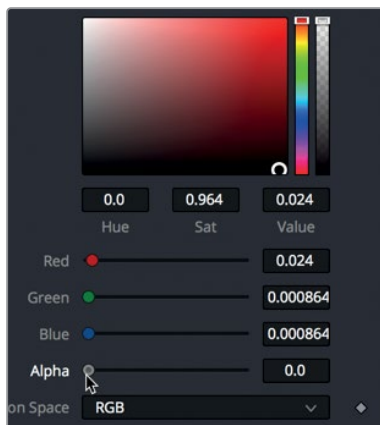 0.0 0.964 0.024
Hue Sat Value
Red 0.024
Green 0.000864
Blue 0.000864
Alpha 0.0
on Space RGB